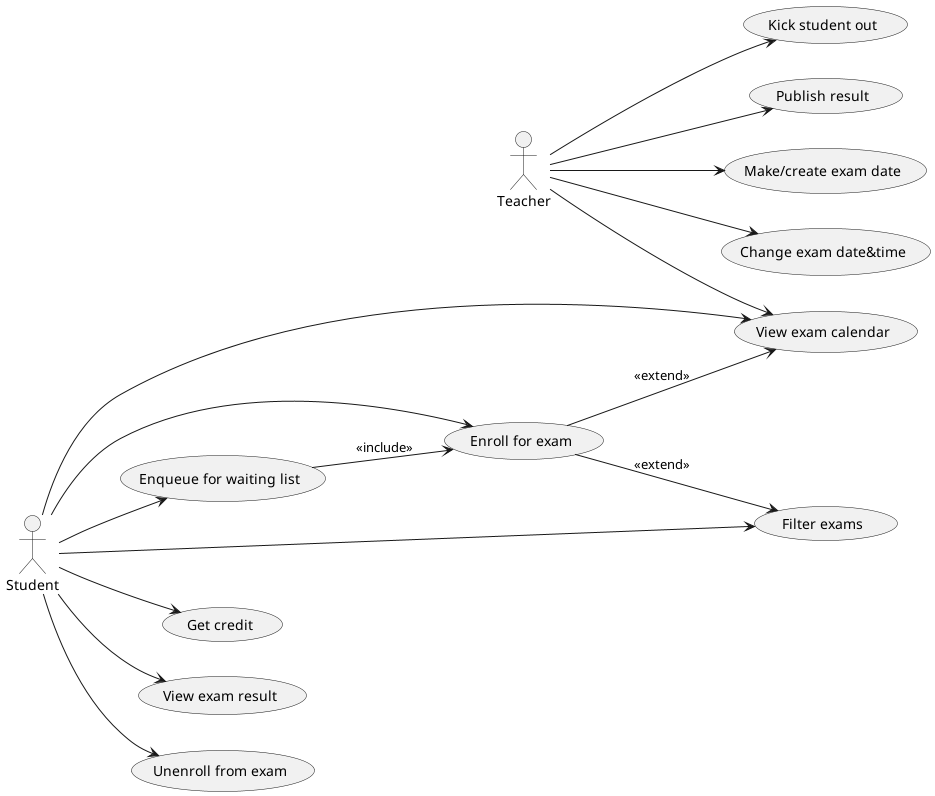 Kick student out
Publish result
Teacher
Make/create exam date
Change exam date&time
View exam calendar
«extend»
Enroll for exam
«include»
«extend»
Enqueue for waiting list
Filter exams
Student
Get credit
View exam result
Unenroll from exam